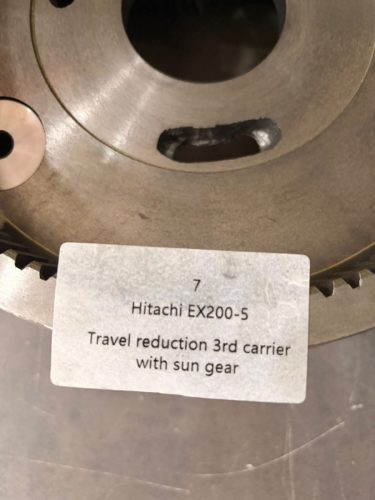 7
Hitachi EX200-5
Travel reduction 3rd carrier
with sun gear